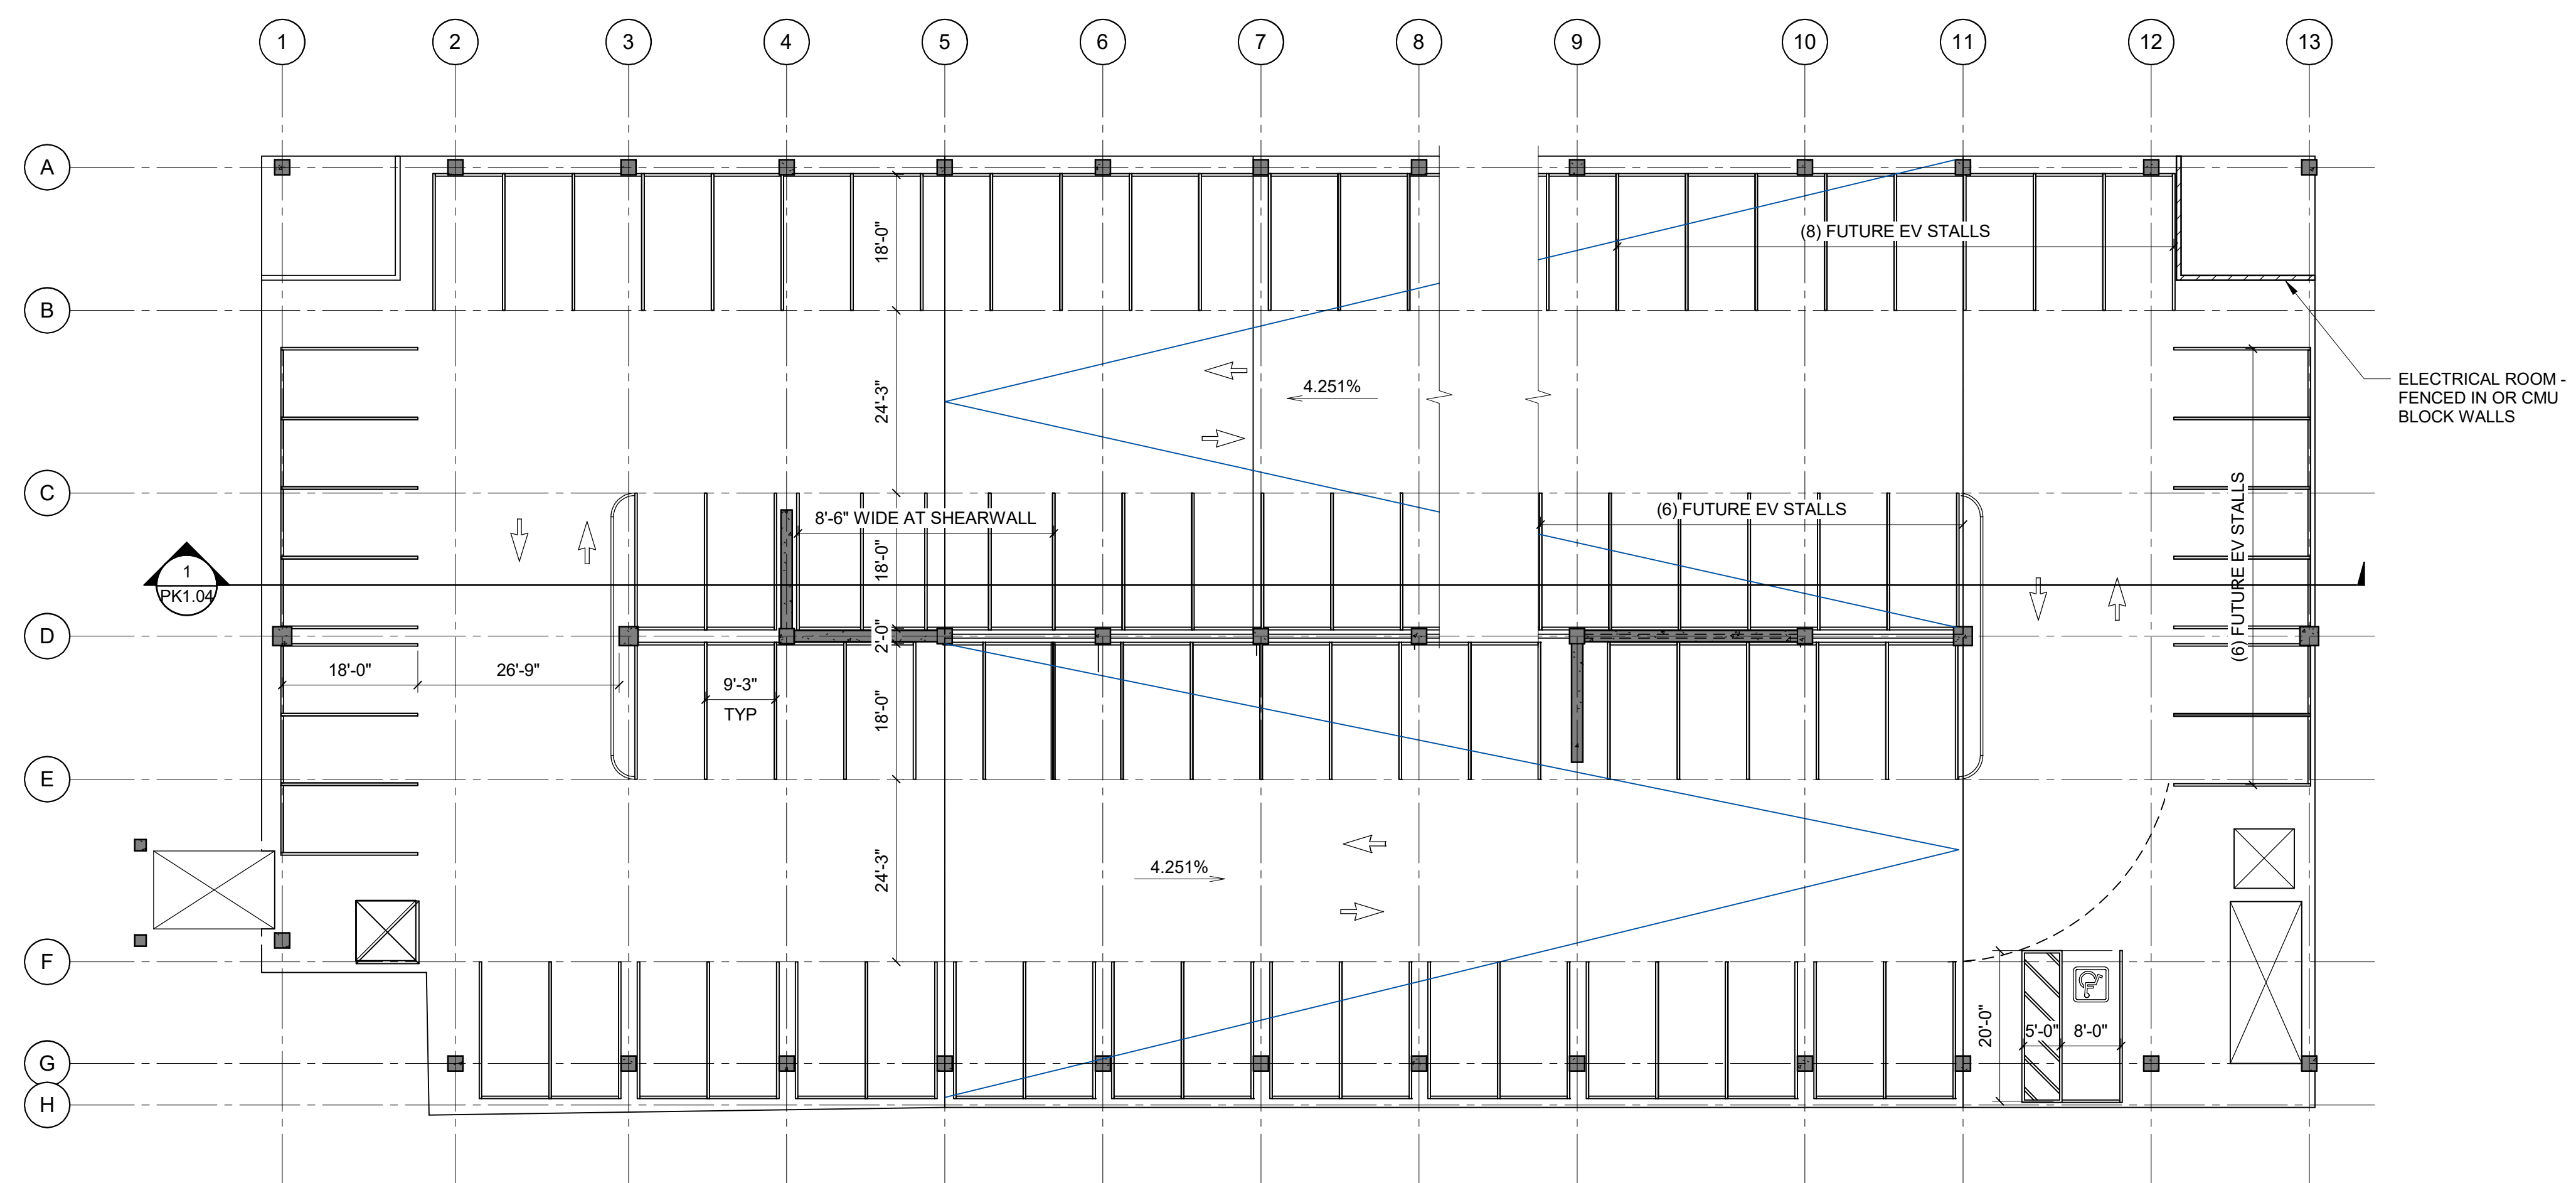 1
2
3
4
5
6
7
8
9
10
11
12
13
A
B
C
D
E
F
G
H
18'-0"
(8) FUTURE EV STALLS
24'-3"
4.251%
ELECTRICAL ROOM -
FENCED IN OR CMU
BLOCK WALLS
8'-6" WIDE AT SHEARWALL
(6) FUTURE EV STALLS
18'-0"
(6) FUTURE EV STALLS
1
PK1.04
2'-0"
18'-0"
26'-9"
9'-3"
TYP
18'-0"
24'-3"
4.251%
20'-0"
5'-0"
8'-0"